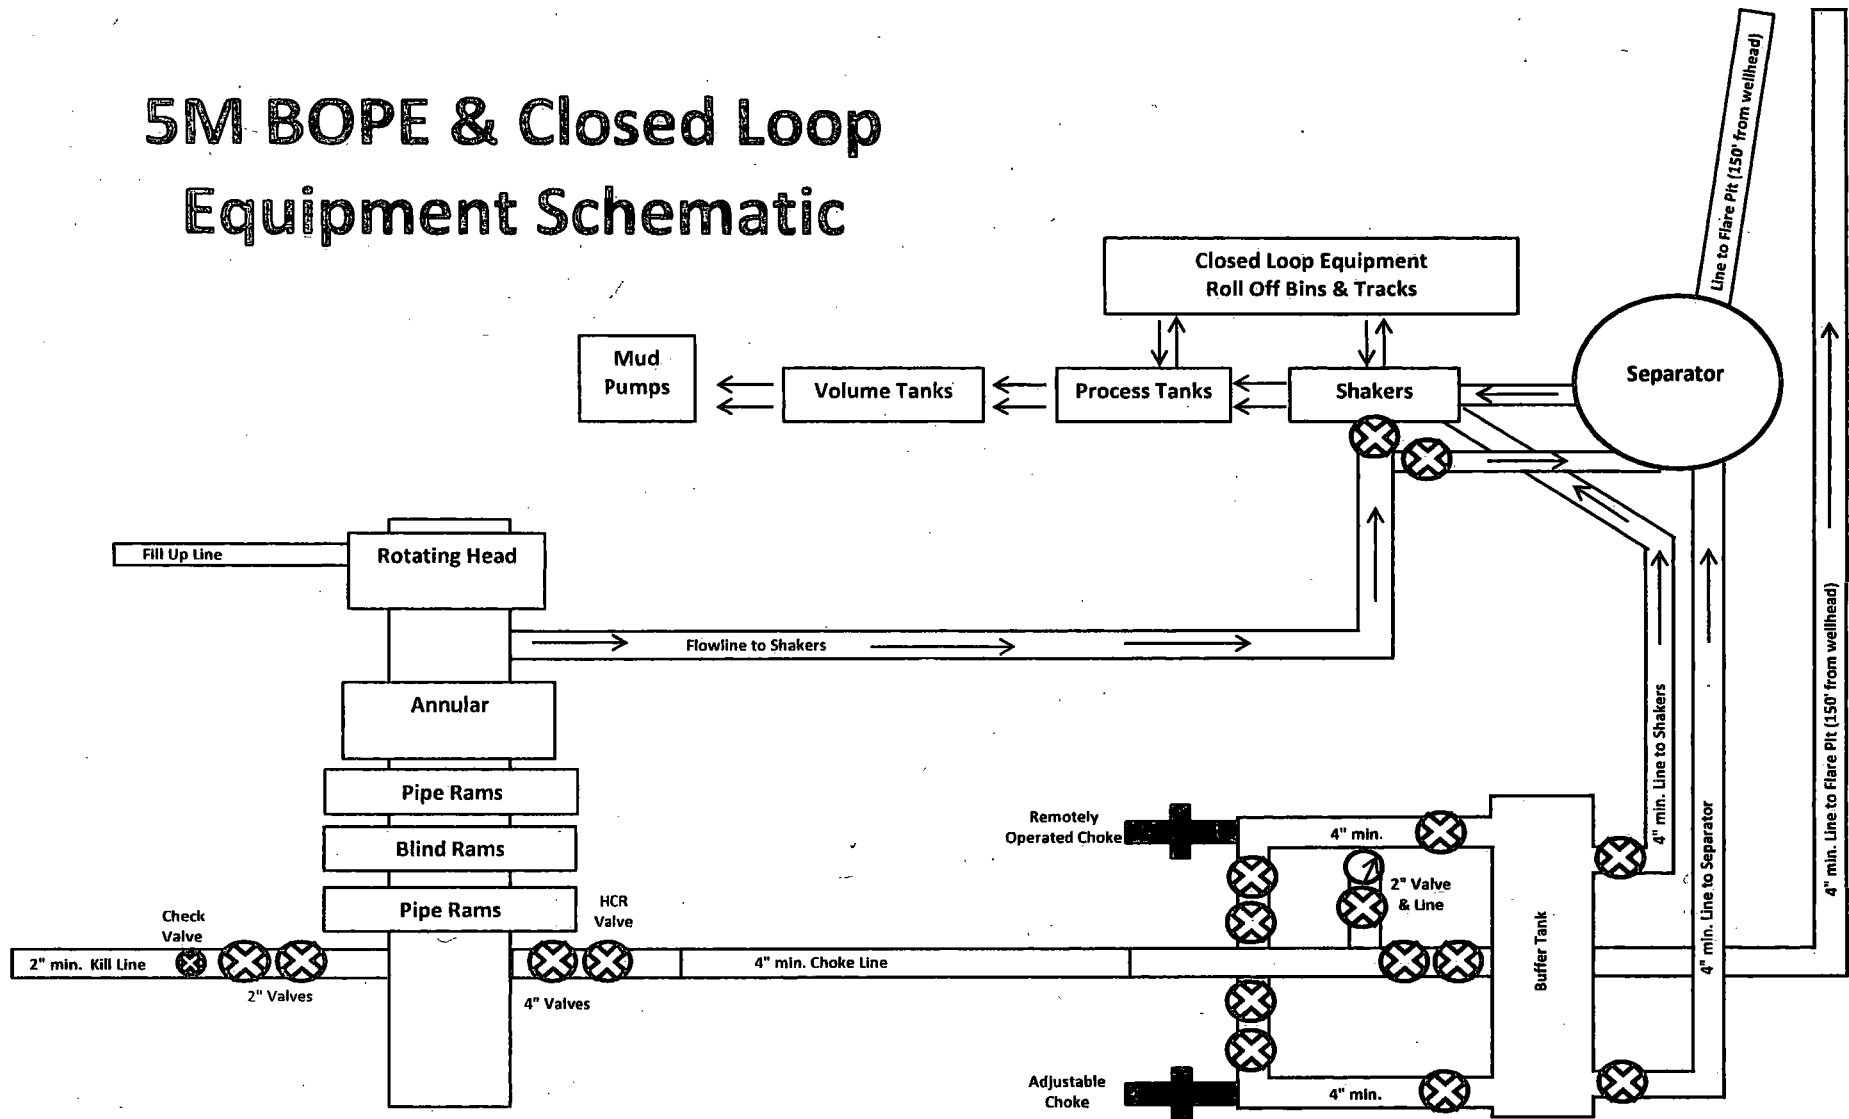 5M BOPE & Closed Loop
Equipment Schematic
Line to Flare Pit (150' from wellhead)
Closed Loop Equipment
Roll Off Bins & Tracks
Mud
Pumps
Volume Tanks
Process Tanks
Shakers
Separator
Fill Up Line
Rotating Head
Flowline to Shakers
Annular
Pipe Rams
Blind Rams
Pipe Rams
Check
Valve
HCR
Valve
2" min. Kill Line
2" Valves
4" Valves
4" min. Choke Line
Remotely
Operated Choke
4" min.
2" Valve
& Line
Buffer Tank
Adjustable
Choke
4" min.
4" min. Line to Shakers
4" min. Line to Separator
4" min. Line to Flare Pit (150' from wellhead)